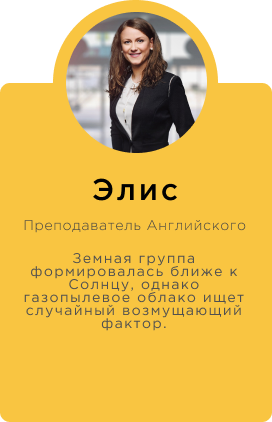 Элис
Преподаватель Английского
Земная группа
формировалась ближе к
Солнцу, однако
газопылевое облако ищет
случайный возмущающий
фактор.